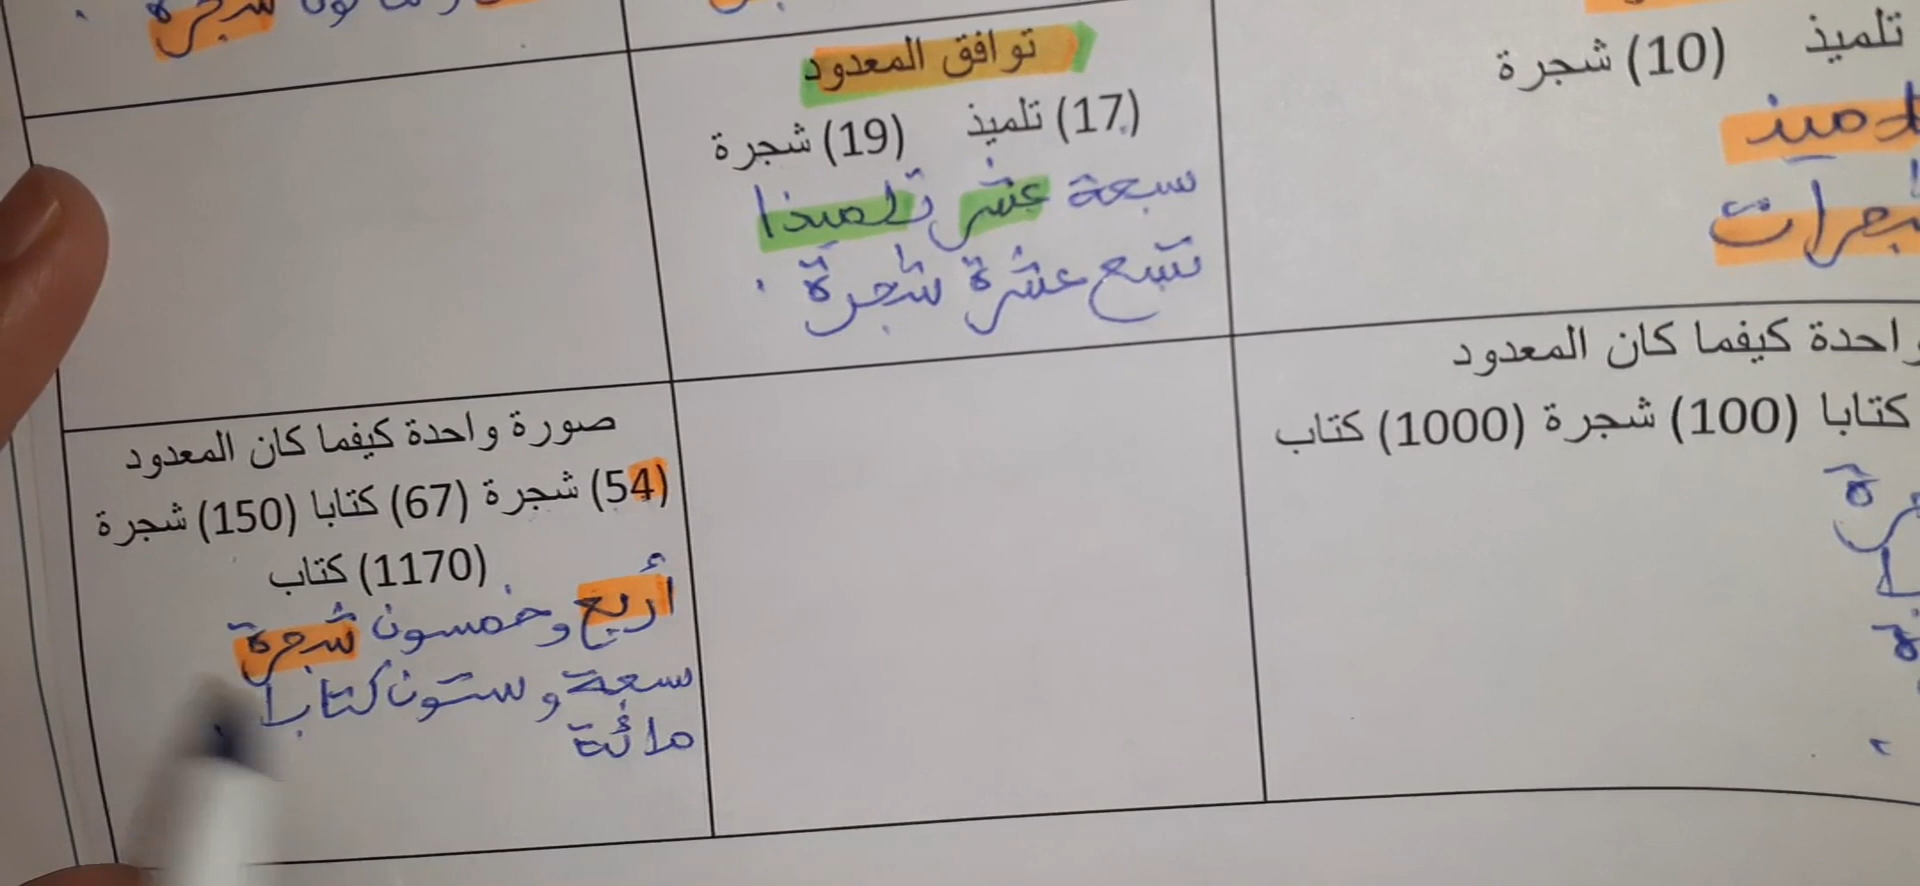 تلميذ (10) شجرة
توافق المعدود
(17) تلميذ (19) شجرة
سبعة عشر تلميذا
تسع عشرة شجرة .
واحدة كيفما كان المعدود
كتابا (100) شجرة (1000) كتاب
صورة واحدة كيفما كان المعدود
(54) شجرة (67) كتابا (150) شجرة
(1170) كتاب
أربع وخمسون شجرة
سبعة وستون كتابا
مائة